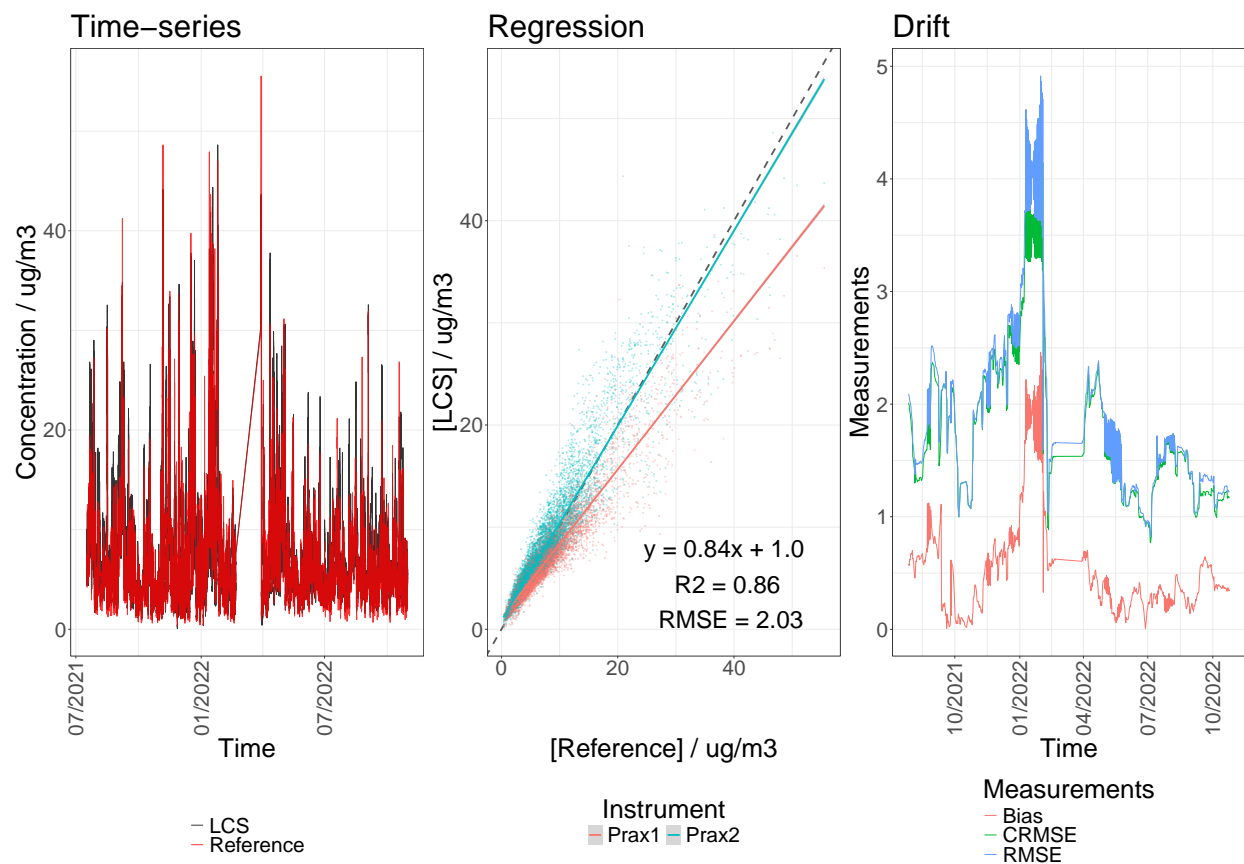 Time−series
Concentration / ug/m3
0
20
40
07/2021
01/2022
07/2022
Time
LCS
Reference
Regression
[LCS] / ug/m3
0
20
40
y = 0.84x + 1.0
R2 = 0.86
RMSE = 2.03
0
20
40
[Reference] / ug/m3
Instrument
Prax1
Prax2
Drift
Measurements
0
1
2
3
4
5
10/2021
01/2022
04/2022
07/2022
10/2022
Time
Measurements
Bias
CRMSE
RMSE